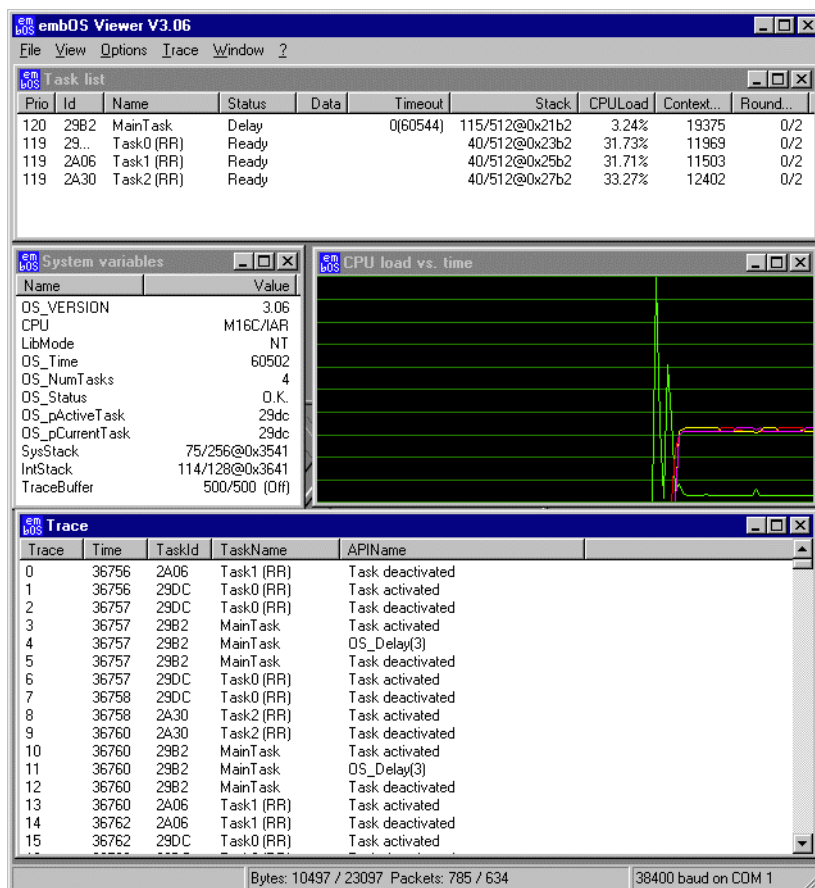 embOS Viewer V3.06
File View Options Trace Window ?
Task list
Prio Id Name Status Data Timeout Stack CPULoad Context... Round...
120 29B2 MainTask Delay 0(60544) 115/512@0x21b2 3.24% 19375 0/2
119 29... Task0 (RR) Ready 40/512@0x23b2 31.73% 11969 0/2
119 2A06 Task1 (RR) Ready 40/512@0x25b2 31.71% 11503 0/2
119 2A30 Task2 (RR) Ready 40/512@0x27b2 33.27% 12402 0/2
System variables
Name Value
OS_VERSION 3.06
CPU M16C/IAR
LibMode NT
OS_Time 60502
OS_NumTasks 4
OS_Status O.K.
OS_pActiveTask 29dc
OS_pCurrentTask 29dc
SysStack 75/256@0x3541
IntStack 114/128@0x3641
TraceBuffer 500/500 (Off)
CPU load vs. time
Trace
Trace Time TaskId TaskName APIName
0 36756 2A06 Task1 (RR) Task deactivated
1 36756 29DC Task0 (RR) Task activated
2 36757 29DC Task0 (RR) Task deactivated
3 36757 29B2 MainTask Task activated
4 36757 29B2 MainTask OS_Delay(3)
5 36757 29B2 MainTask Task deactivated
6 36757 29DC Task0 (RR) Task activated
7 36758 29DC Task0 (RR) Task deactivated
8 36758 2A30 Task2 (RR) Task activated
9 36760 2A30 Task2 (RR) Task deactivated
10 36760 29B2 MainTask Task activated
11 36760 29B2 MainTask OS_Delay(3)
12 36760 29B2 MainTask Task deactivated
13 36760 2A06 Task1 (RR) Task activated
14 36762 2A06 Task1 (RR) Task deactivated
15 36762 29DC Task0 (RR) Task activated
Bytes: 10497 / 23097 Packets: 785 / 634
38400 baud on COM 1